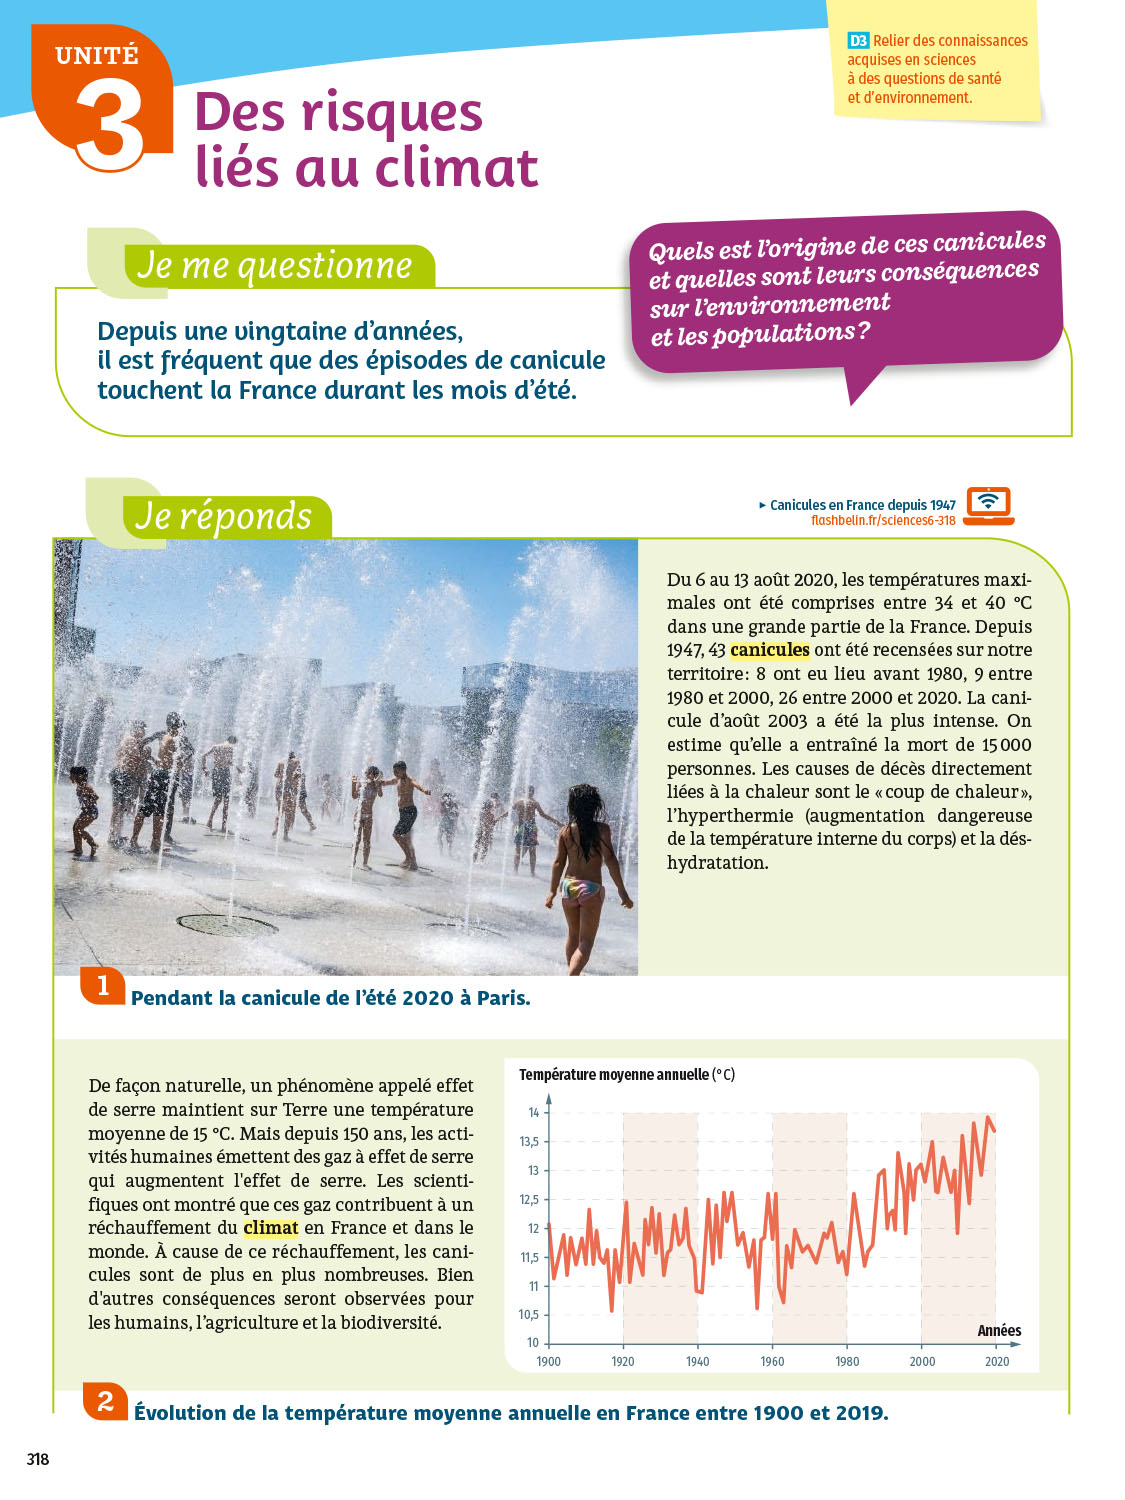 UNITÉ
3
Des risques
liés au climat
D3 Relier des connaissances
acquises en sciences
à des questions de santé
et d'environnement.
Je me questionne
Depuis une vingtaine d'années,
il est fréquent que des épisodes de canicule
touchent la France durant les mois d'été.
Quels est l'origine de ces canicules
et quelles sont leurs conséquences
sur l'environnement
et les populations?
Je réponds
▸ Canicules en France depuis 1947
flashbelin.fr/sciences6-318
Du 6 au 13 août 2020, les températures maxi-
males ont été comprises entre 34 et 40 °C
dans une grande partie de la France. Depuis
1947, 43 canicules ont été recensées sur notre
territoire: 8 ont eu lieu avant 1980, 9 entre
1980 et 2000, 26 entre 2000 et 2020. La cani-
cule d'août 2003 a été la plus intense. On
estime qu'elle a entraîné la mort de 15 000
personnes. Les causes de décès directement
liées à la chaleur sont le «coup de chaleur»,
l'hyperthermie (augmentation dangereuse
de la température interne du corps) et la dés-
hydratation.
1 Pendant la canicule de l'été 2020 à Paris.
De façon naturelle, un phénomène appelé effet
de serre maintient sur Terre une température
moyenne de 15 °C. Mais depuis 150 ans, les acti-
vités humaines émettent des gaz à effet de serre
qui augmentent l'effet de serre. Les scienti-
fiques ont montré que ces gaz contribuent à un
réchauffement du climat en France et dans le
monde. À cause de ce réchauffement, les cani-
cules sont de plus en plus nombreuses. Bien
d'autres conséquences seront observées pour
les humains, l'agriculture et la biodiversité.
Température moyenne annuelle (°C)
14
13,5
13
12,5
12
11,5
11
10,5
10
Années
1900 1920 1940 1960 1980 2000 2020
2 Évolution de la température moyenne annuelle en France entre 1900 et 2019.
318